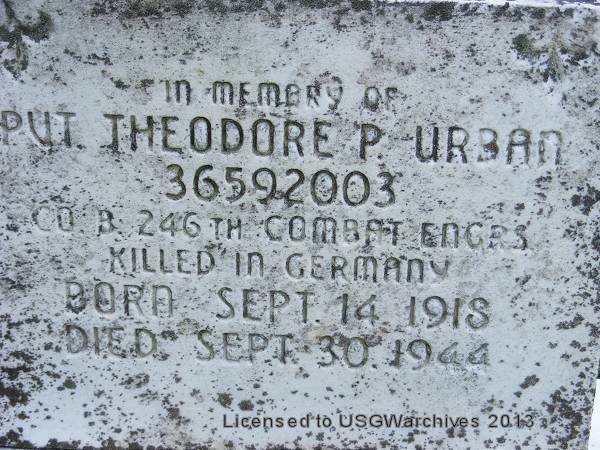 IN MEMORY OF
PVT. THEODORE P URBAN
36592003
CO B 246TH COMBAT ENGRS
KILLED IN GERMANY
BORN SEPT. 14 1918
DIED SEPT 30. 1944
Licensed to USGWarchives 2013